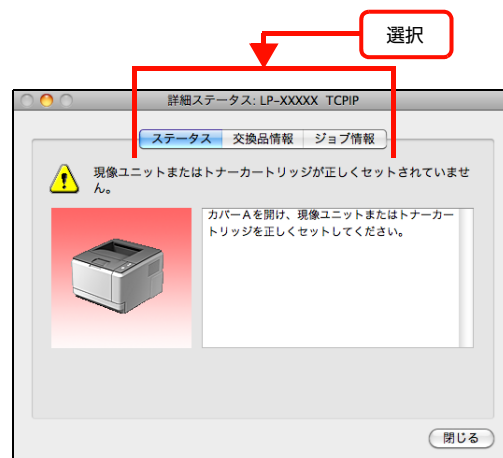 選択
詳細ステータス: LP-XXXXX TCPIP
ステータス 交換品情報 ジョブ情報
現像ユニットまたはトナーカートリッジが正しくセットされていませ
ん。
カバーAを開け、現像ユニットまたはトナーカー
トリッジを正しくセットしてください。
閉じる